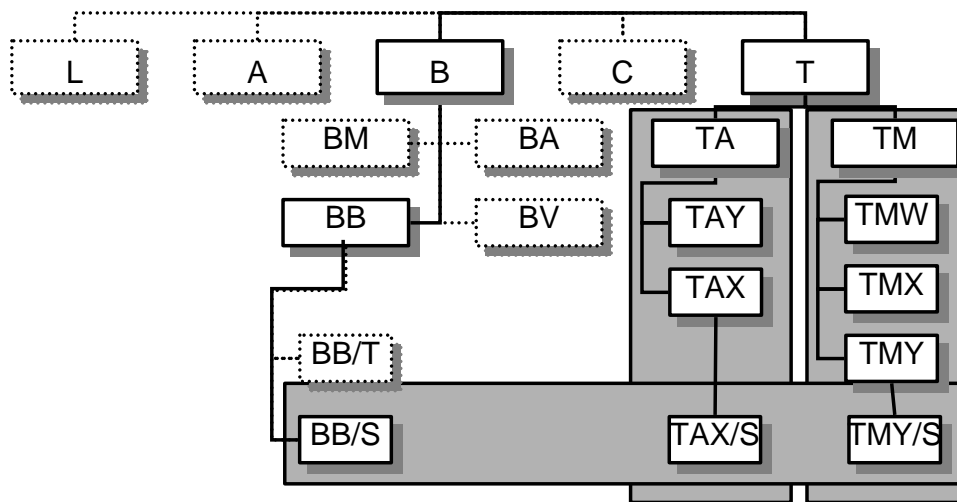 L A B C T
BM BA TA TM
BB BV TAY TMW
TAX TMX
BB/T TMY
BB/S TAX/S TMY/S